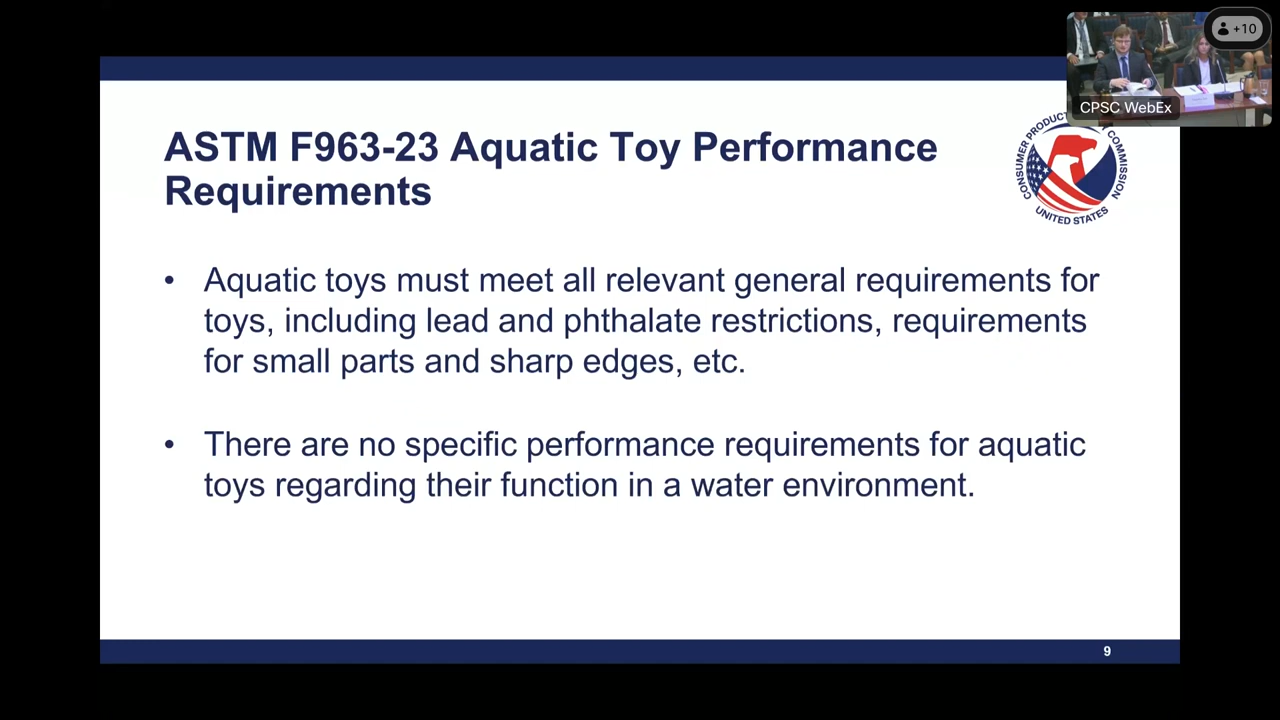 +10
CPSC WebEx
ASTM F963-23 Aquatic Toy Performance
Requirements
CONSUMER PRODUCT COMMISSION
UNITED STATES
• Aquatic toys must meet all relevant general requirements for
toys, including lead and phthalate restrictions, requirements
for small parts and sharp edges, etc.
• There are no specific performance requirements for aquatic
toys regarding their function in a water environment.
9